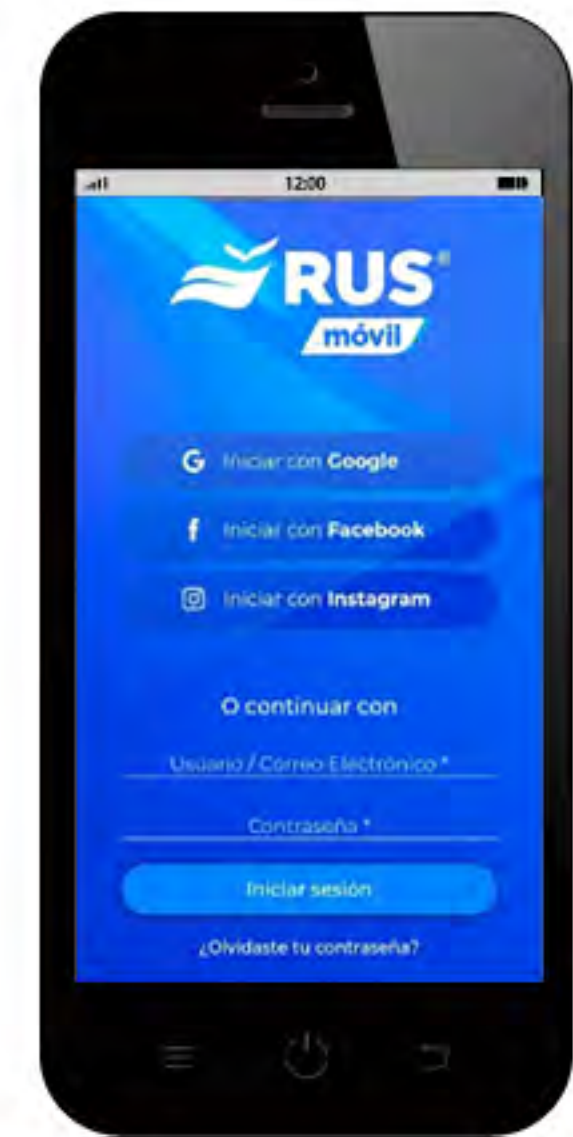 12:00
RUS®
móvil
Iniciar con Google
Iniciar con Facebook
Iniciar con Instagram
O continuar con
Usuario / Correo Electrónico *
Contraseña *
Iniciar sesión
¿Olvidaste tu contraseña?